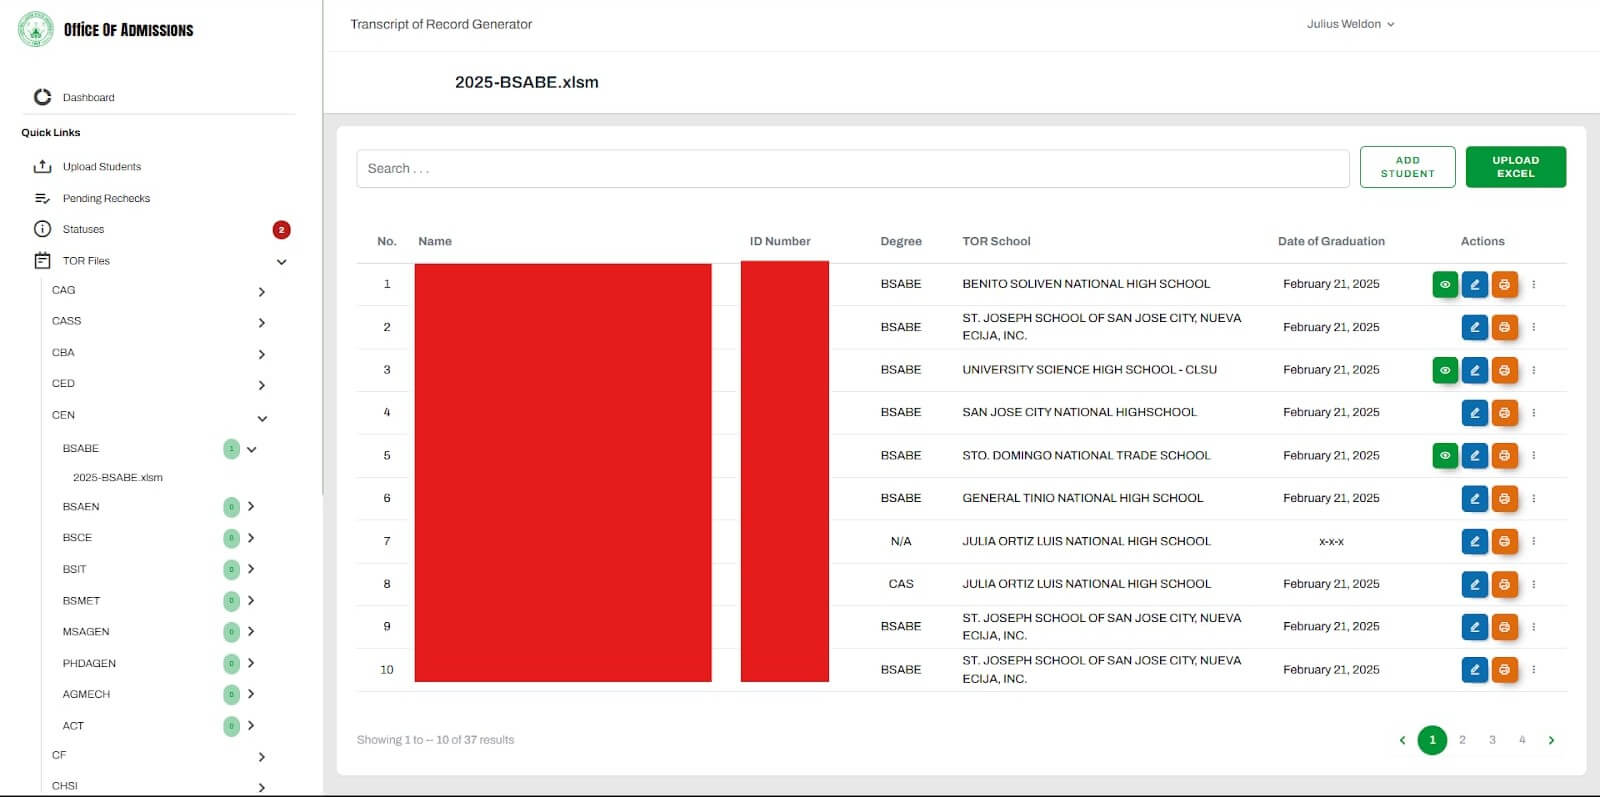 Office Of Admissions
Transcript of Record Generator
Julius Weldon
2025-BSABE.xlsm
Dashboard
Quick Links
Upload Students
Pending Rechecks
Statuses
2
TOR Files
CAG
CASS
CBA
CED
CEN
BSABE
1
2025-BSABE.xlsm
BSAEN
0
BSCE
0
BSIT
0
BSMET
0
MSAGEN
0
PHDAGEN
0
AGMECH
0
ACT
0
CF
CHSI
Search . . .
ADD
STUDENT
UPLOAD
EXCEL
No. Name ID Number Degree TOR School Date of Graduation Actions
1 BSABE BENITO SOLIVEN NATIONAL HIGH SCHOOL February 21, 2025
2 BSABE ST. JOSEPH SCHOOL OF SAN JOSE CITY, NUEVA
ECIJA, INC. February 21, 2025
3 BSABE UNIVERSITY SCIENCE HIGH SCHOOL - CLSU February 21, 2025
4 BSABE SAN JOSE CITY NATIONAL HIGHSCHOOL February 21, 2025
5 BSABE STO. DOMINGO NATIONAL TRADE SCHOOL February 21, 2025
6 BSABE GENERAL TINIO NATIONAL HIGH SCHOOL February 21, 2025
7 N/A JULIA ORTIZ LUIS NATIONAL HIGH SCHOOL x-x-x
8 CAS JULIA ORTIZ LUIS NATIONAL HIGH SCHOOL February 21, 2025
9 BSABE ST. JOSEPH SCHOOL OF SAN JOSE CITY, NUEVA
ECIJA, INC. February 21, 2025
10 BSABE ST. JOSEPH SCHOOL OF SAN JOSE CITY, NUEVA
ECIJA, INC. February 21, 2025
Showing 1 to -- 10 of 37 results
1 2 3 4